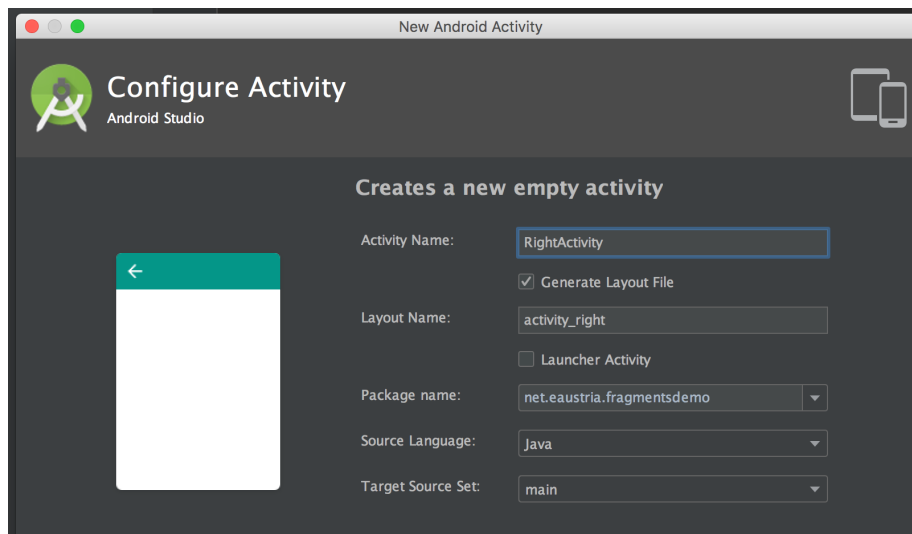 New Android Activity
Configure Activity
Android Studio
Creates a new empty activity
Activity Name:
RightActivity
Generate Layout File
Layout Name:
activity_right
Launcher Activity
Package name:
net.eaustria.fragmentsdemo
Source Language:
Java
Target Source Set:
main